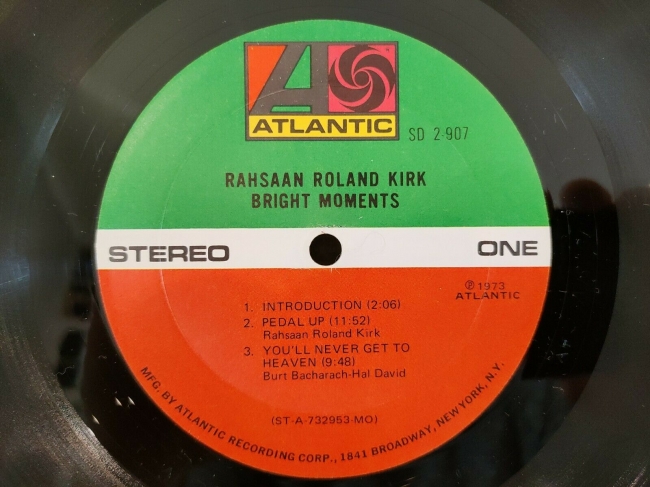 ATLANTIC
SD 2-907
RAHSAAN ROLAND KIRK
BRIGHT MOMENTS
STEREO
ONE
℗ 1973
ATLANTIC
1. INTRODUCTION (2:06)
2. PEDAL UP (11:52)
Rahsaan Roland Kirk
3. YOU'LL NEVER GET TO
HEAVEN (9:48)
Burt Bacharach-Hal David
(ST-A-732953-MO)
MFG. BY ATLANTIC RECORDING CORP., 1841 BROADWAY, NEW YORK, N.Y.